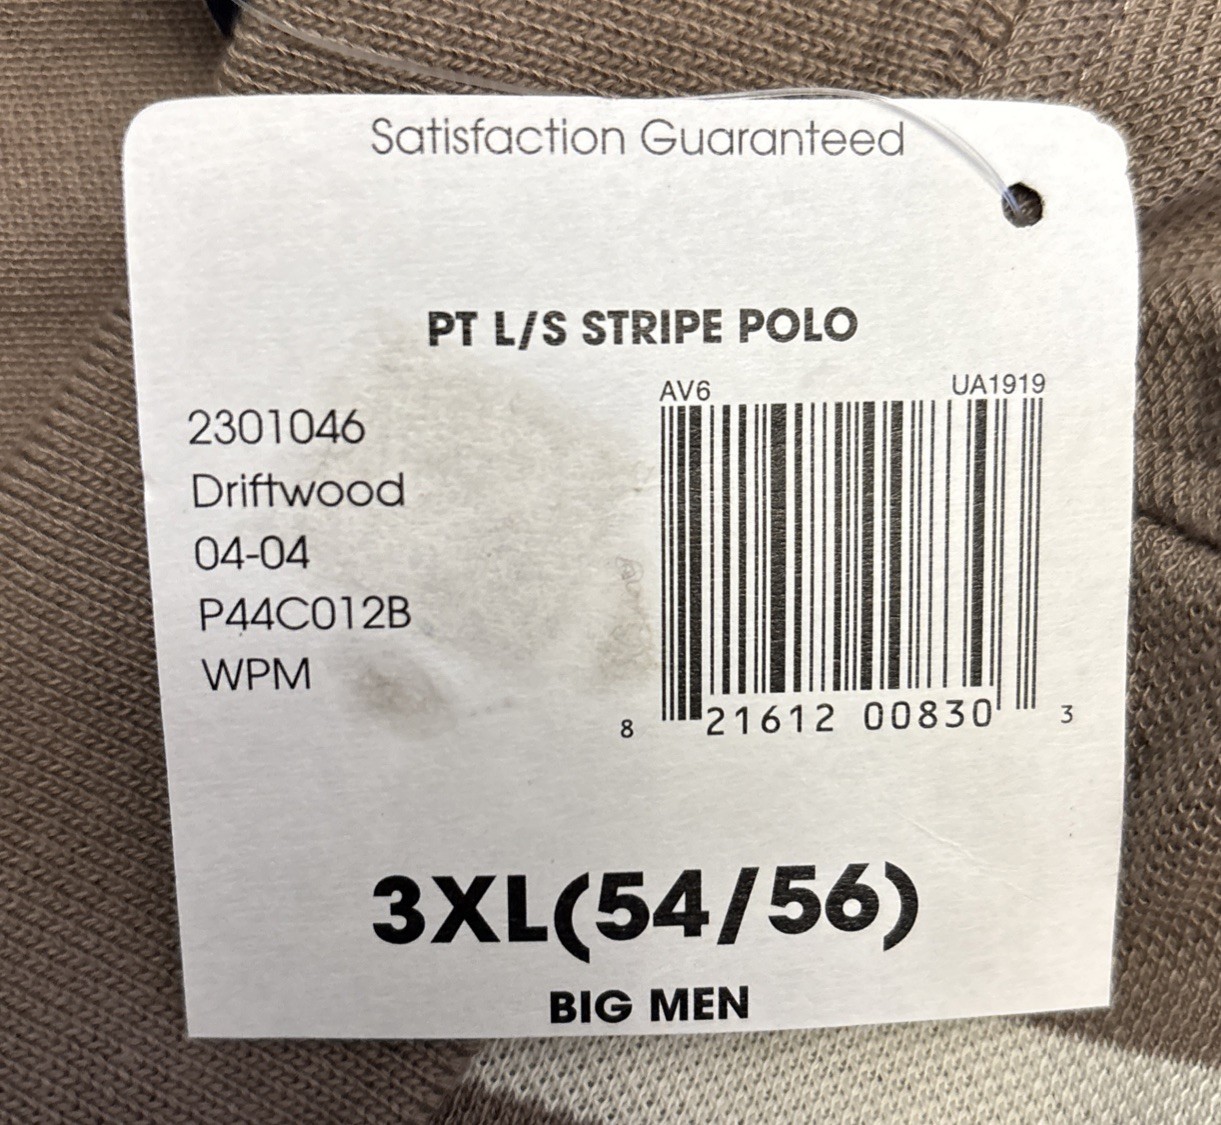 Satisfaction Guaranteed
PT L/S STRIPE POLO
AV6 UA1919
2301046
Driftwood
04-04
P44C012B
WPM
8 21612 00830 3
3XL(54/56)
BIG MEN